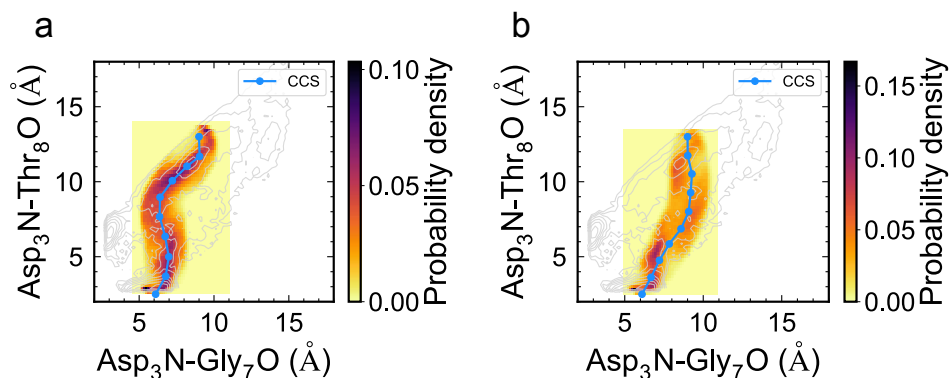 a
b
Asp₃N-Thr₈O (Å)
15
10
5
5
10
15
Asp₃N-Gly₇O (Å)
CCS
0.10
0.05
0.00
Probability density
Asp₃N-Thr₈O (Å)
15
10
5
5
10
15
Asp₃N-Gly₇O (Å)
CCS
0.15
0.10
0.05
0.00
Probability density